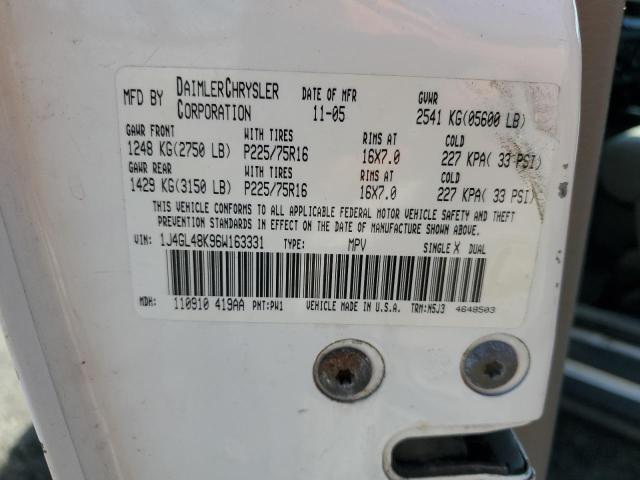 MFD BY DAIMLERCHRYSLER CORPORATION DATE OF MFR 11-05 GVWR 2541 KG(05600 LB)
GAWR FRONT WITH TIRES RIMS AT COLD
1248 KG(2750 LB) P225/75R16 16X7.0 227 KPA( 33 PSI)
GAWR REAR WITH TIRES RIMS AT COLD
1429 KG(3150 LB) P225/75R16 16X7.0 227 KPA( 33 PSI)
THIS VEHICLE CONFORMS TO ALL APPLICABLE FEDERAL MOTOR VEHICLE SAFETY AND THEFT
PREVENTION STANDARDS IN EFFECT ON THE DATE OF MANUFACTURE SHOWN ABOVE.
VIN: 1J4GL48K96W163331 TYPE: MPV SINGLE X DUAL
MDH: 110910 419AA PNT:PW1 VEHICLE MADE IN U.S.A. TRM:N5J3 4648503